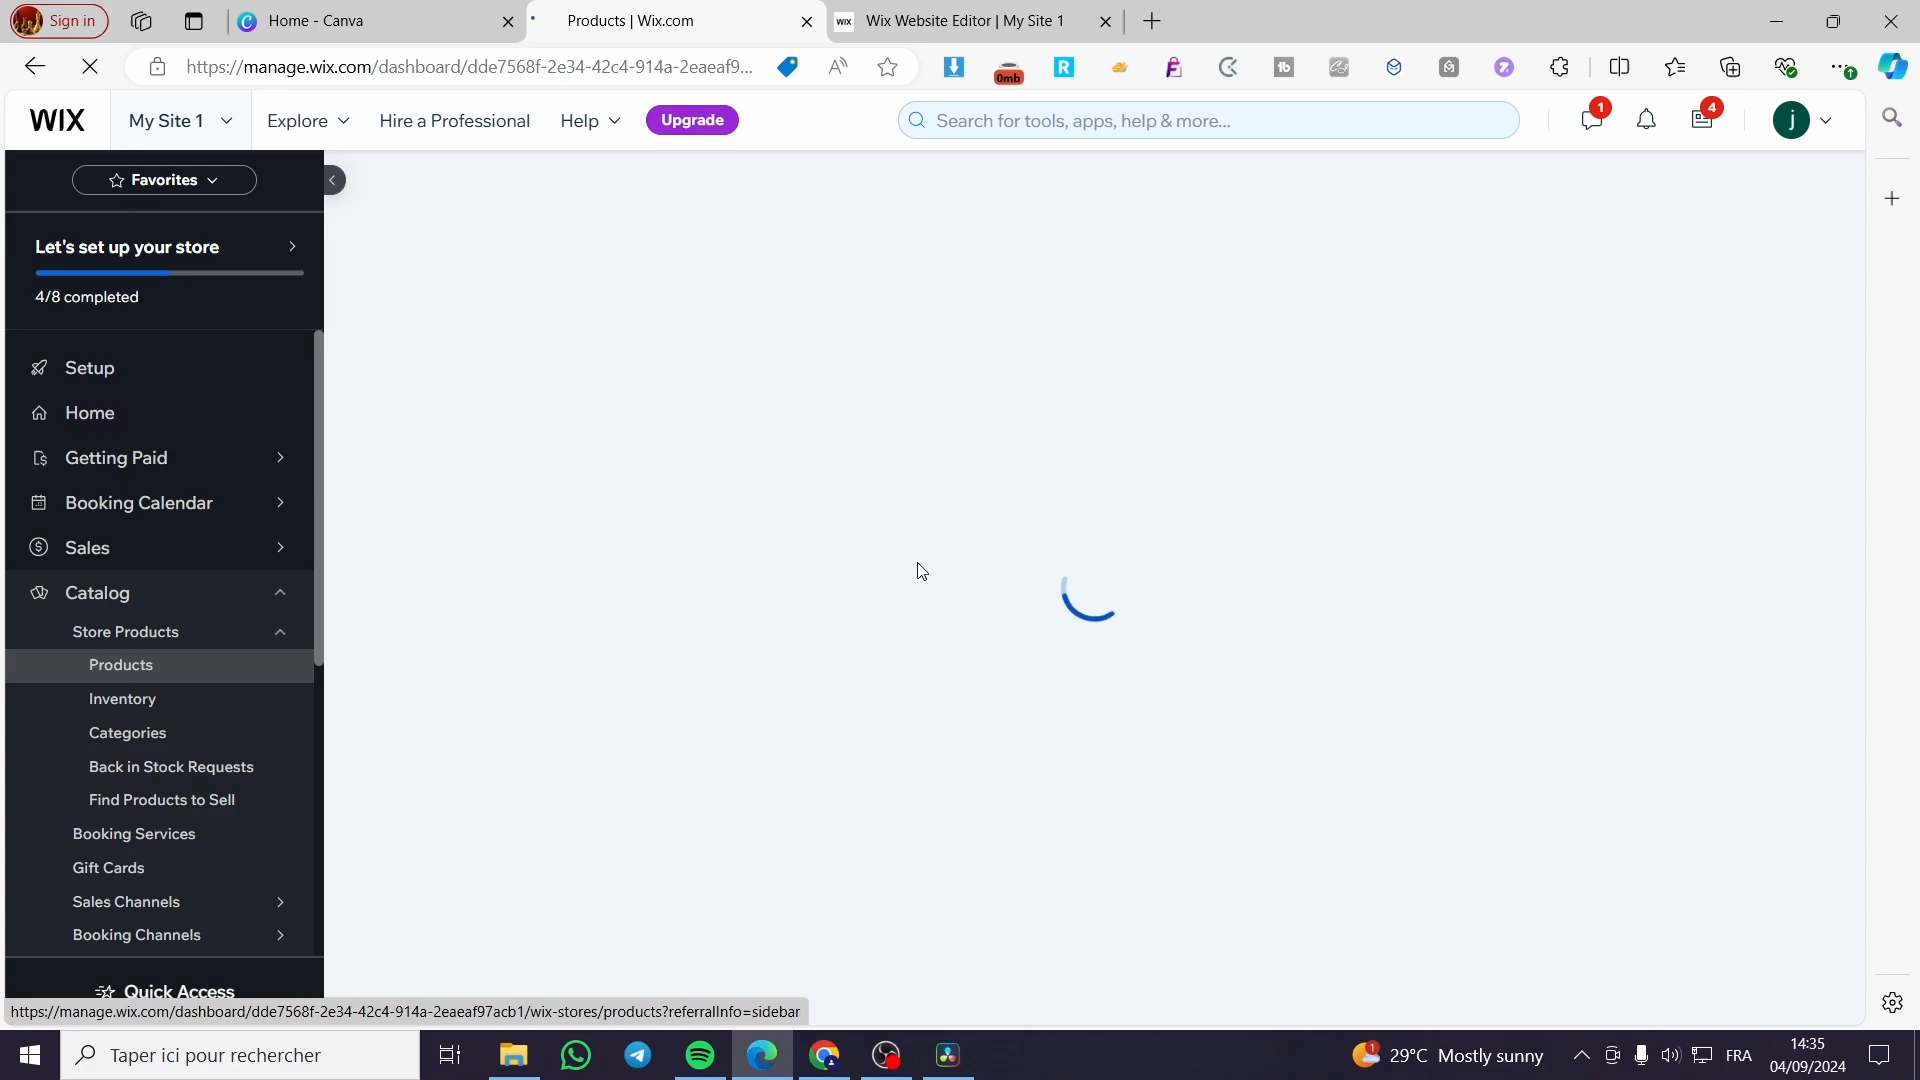 Sign in
Home - Canva
Products | Wix.com
WIX Wix Website Editor | My Site 1
https://manage.wix.com/dashboard/dde7568f-2e34-42c4-914a-2eaeaf9...
0mb
WIX
My Site 1
Explore
Hire a Professional
Help
Upgrade
Search for tools, apps, help & more...
1
4
j
Favorites
Let's set up your store
4/8 completed
Setup
Home
Getting Paid
Booking Calendar
Sales
Catalog
Store Products
Products
Inventory
Categories
Back in Stock Requests
Find Products to Sell
Booking Services
Gift Cards
Sales Channels
Booking Channels
Quick Access
https://manage.wix.com/dashboard/dde7568f-2e34-42c4-914a-2eaeaf97acb1/wix-stores/products?referralInfo=sidebar
Taper ici pour rechercher
1
29°C Mostly sunny
FRA
14:35
04/09/2024